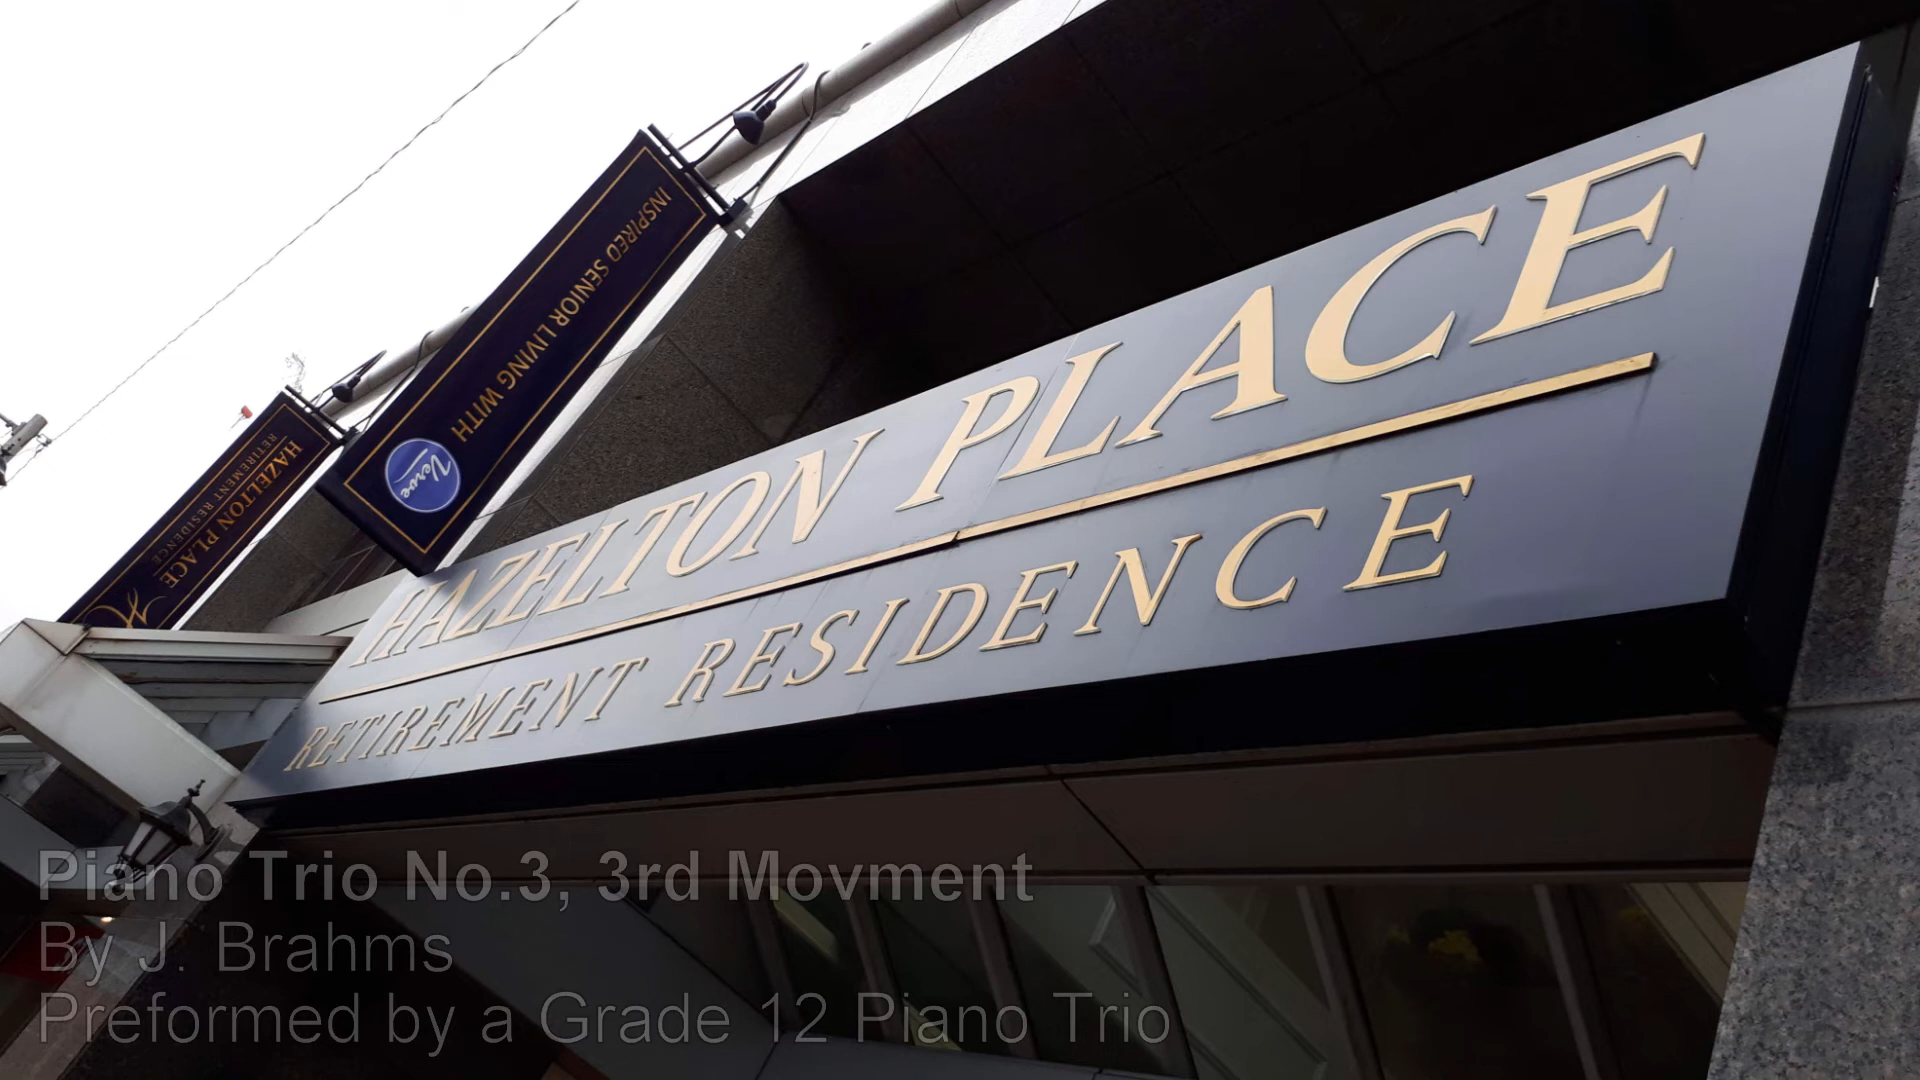 INSPIRED SENIOR LIVING WITH
Verve
HAZELTON PLACE
RETIREMENT RESIDENCE
HAZELTON PLACE
RETIREMENT RESIDENCE
Piano Trio No.3, 3rd Movment
By J. Brahms
Preformed by a Grade 12 Piano Trio